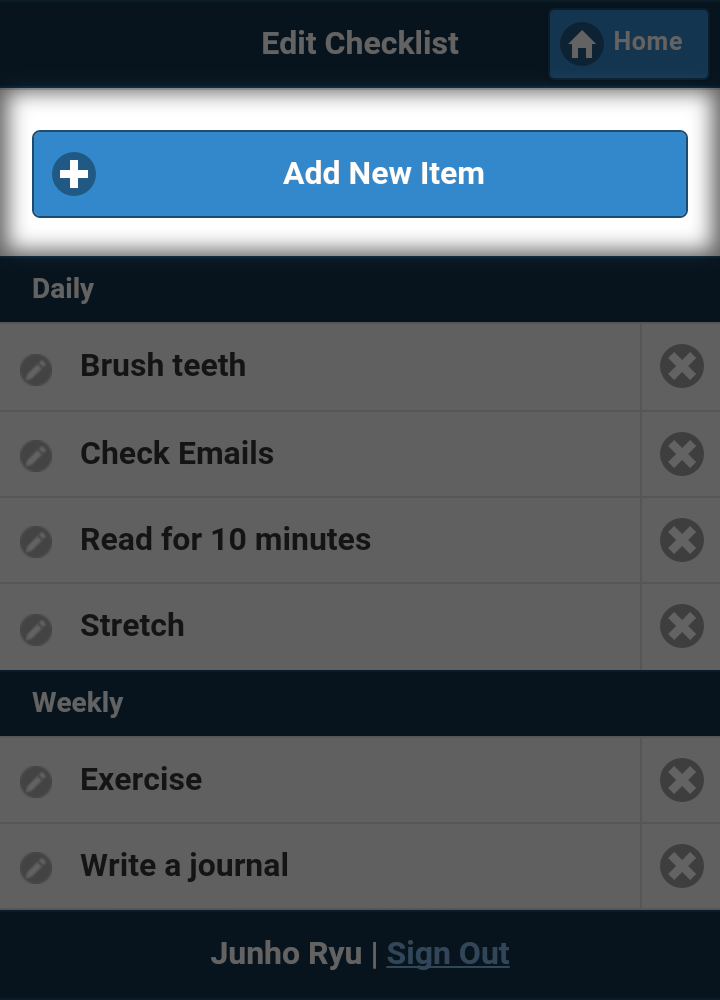 Edit Checklist
Home
Add New Item
Daily
Brush teeth
Check Emails
Read for 10 minutes
Stretch
Weekly
Exercise
Write a journal
Junho Ryu | Sign Out